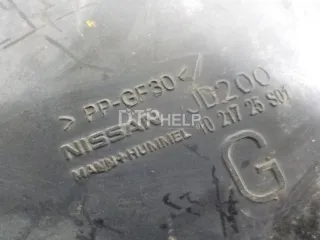 >PP-GF30<
JD200
NISSAN
10 217 25 S01
MANN+HUMMEL
G
DTPHELP